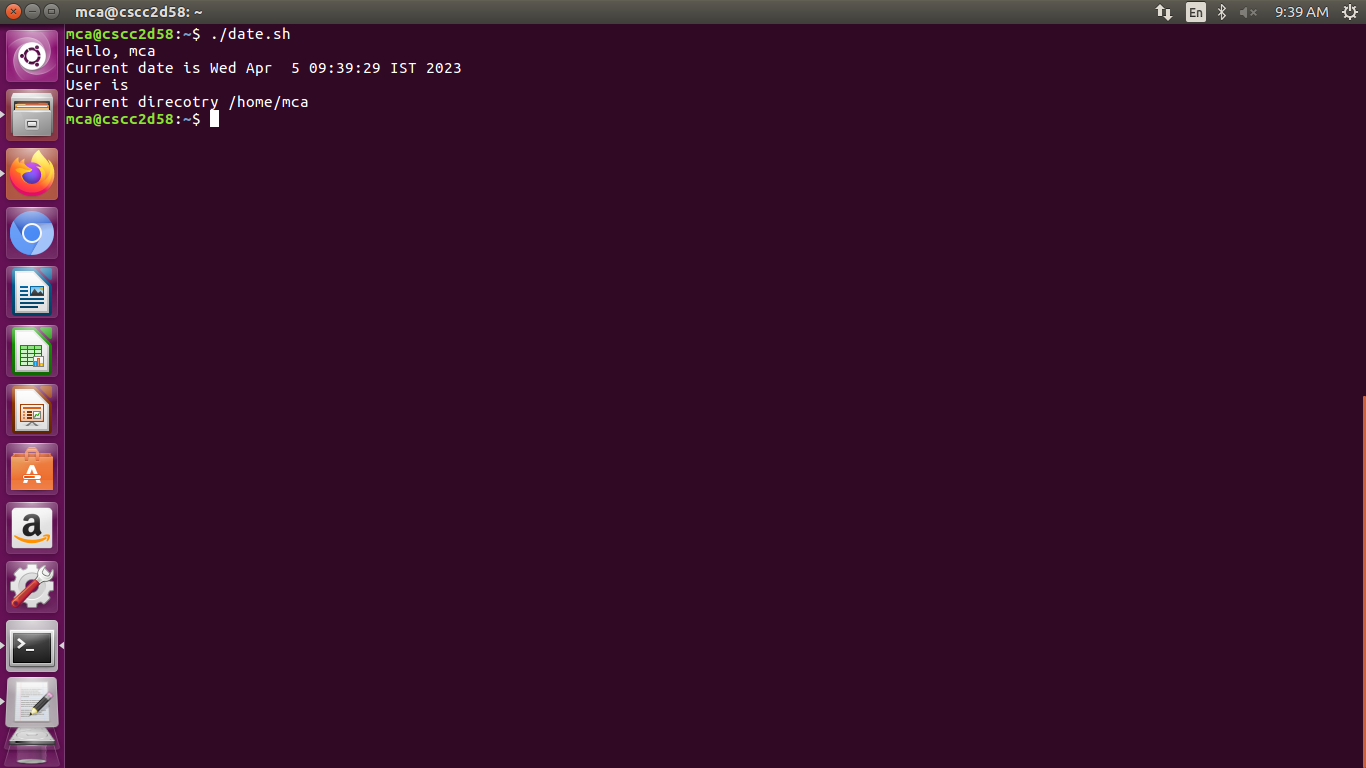 mca@cscc2d58: ~
En
9:39 AM
mca@cscc2d58:~$ ./date.sh
Hello, mca
Current date is Wed Apr  5 09:39:29 IST 2023
User is
Current direcotry /home/mca
mca@cscc2d58:~$